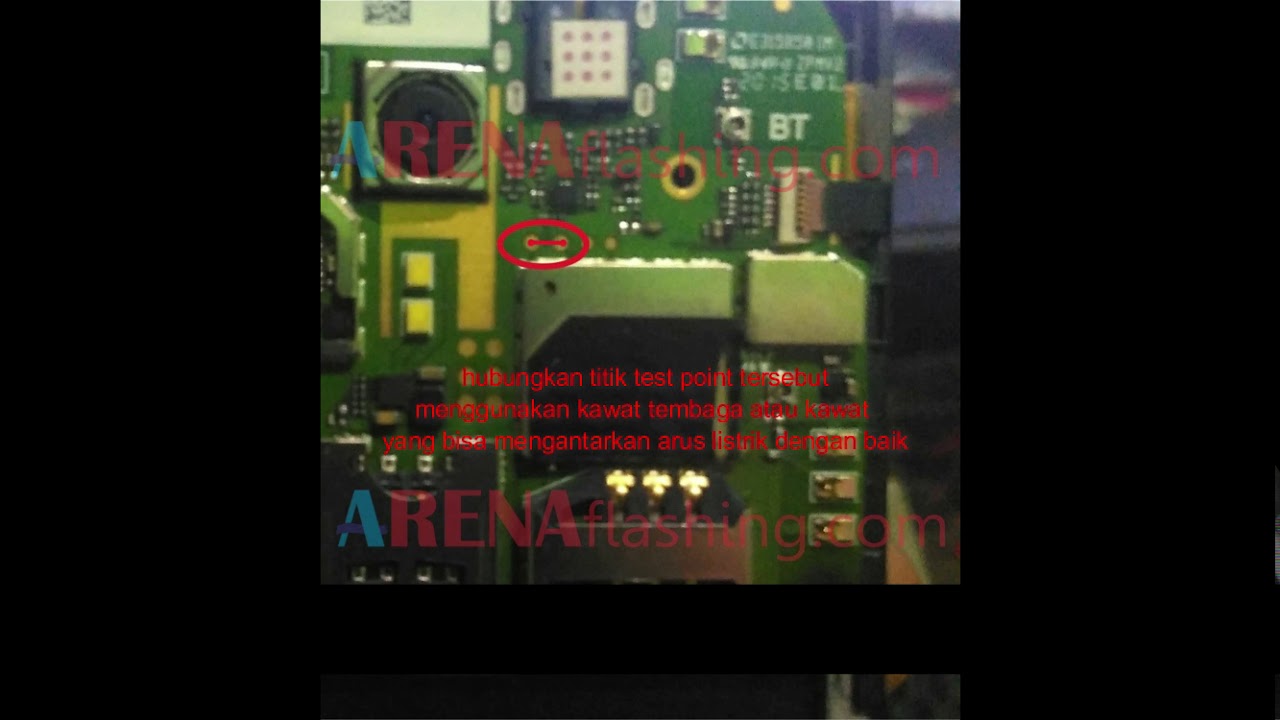 BT
ARENAflashing.com
hubungkan titik test point tersebut
menggunakan kawat tembaga atau kawat
yang bisa mengantarkan arus listrik dengan baik
ARENAflashing.com